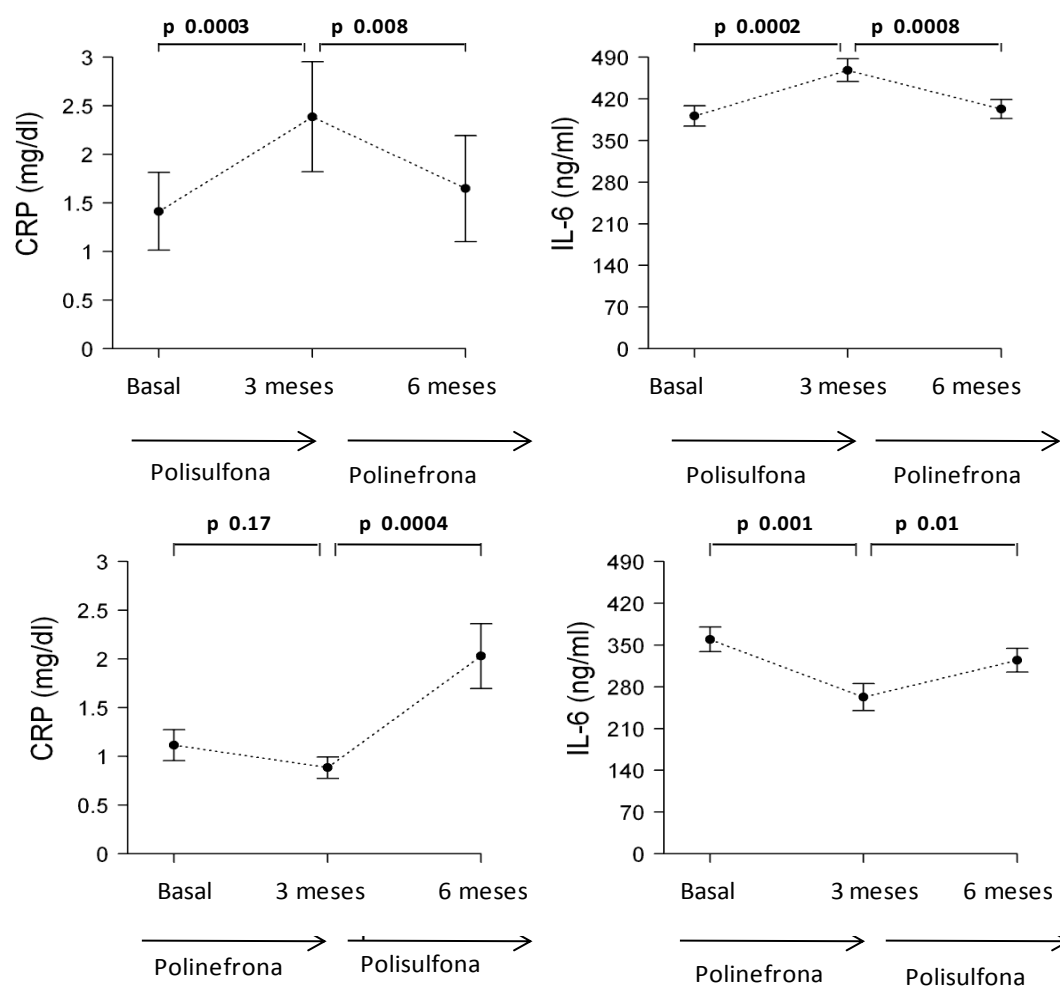 p 0.0003 p 0.008
CRP (mg/dl)
3
2.5
2
1.5
1
0.5
0
Basal 3 meses 6 meses
Polisulfona Polinefrona
p 0.0002 p 0.0008
IL-6 (ng/ml)
490
420
350
280
210
140
70
0
Basal 3 meses 6 meses
Polisulfona Polinefrona
p 0.17 p 0.0004
CRP (mg/dl)
3
2.5
2
1.5
1
0.5
0
Basal 3 meses 6 meses
Polinefrona Polisulfona
p 0.001 p 0.01
IL-6 (ng/ml)
490
420
350
280
210
140
70
0
Basal 3 meses 6 meses
Polinefrona Polisulfona